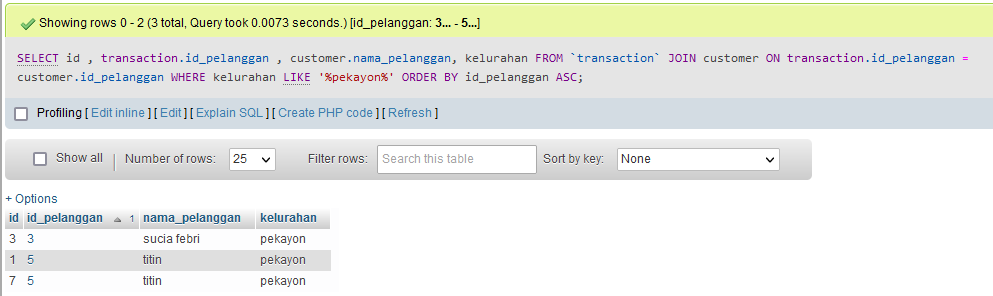 Showing rows 0 - 2 (3 total, Query took 0.0073 seconds.) [id_pelanggan: 3... - 5...]
SELECT id , transaction.id_pelanggan , customer.nama_pelanggan, kelurahan FROM `transaction` JOIN customer ON transaction.id_pelanggan =
customer.id_pelanggan WHERE kelurahan LIKE '%pekayon%' ORDER BY id_pelanggan ASC;
Profiling [ Edit inline ] [ Edit ] [ Explain SQL ] [ Create PHP code ] [ Refresh ]
Show all | Number of rows: 25 Filter rows: Search this table Sort by key: None
+ Options
id id_pelanggan 1 nama_pelanggan kelurahan
3 3 sucia febri pekayon
1 5 titin pekayon
7 5 titin pekayon